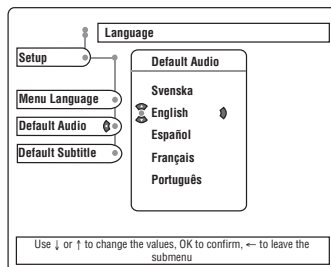 Language
Setup
Menu Language
Default Audio
Default Subtitle
Default Audio
Svenska
English
Español
Français
Português
Use ↓ or ↑ to change the values, OK to confirm, ← to leave the
submenu